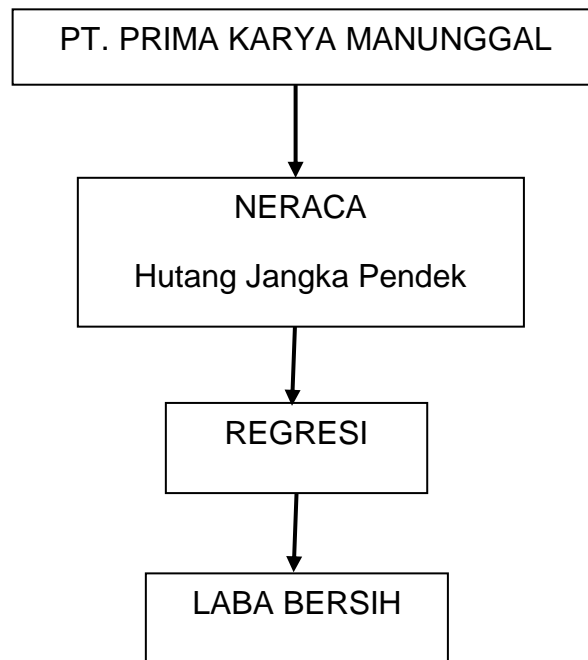 PT. PRIMA KARYA MANUNGGAL
NERACA
Hutang Jangka Pendek
REGRESI
LABA BERSIH